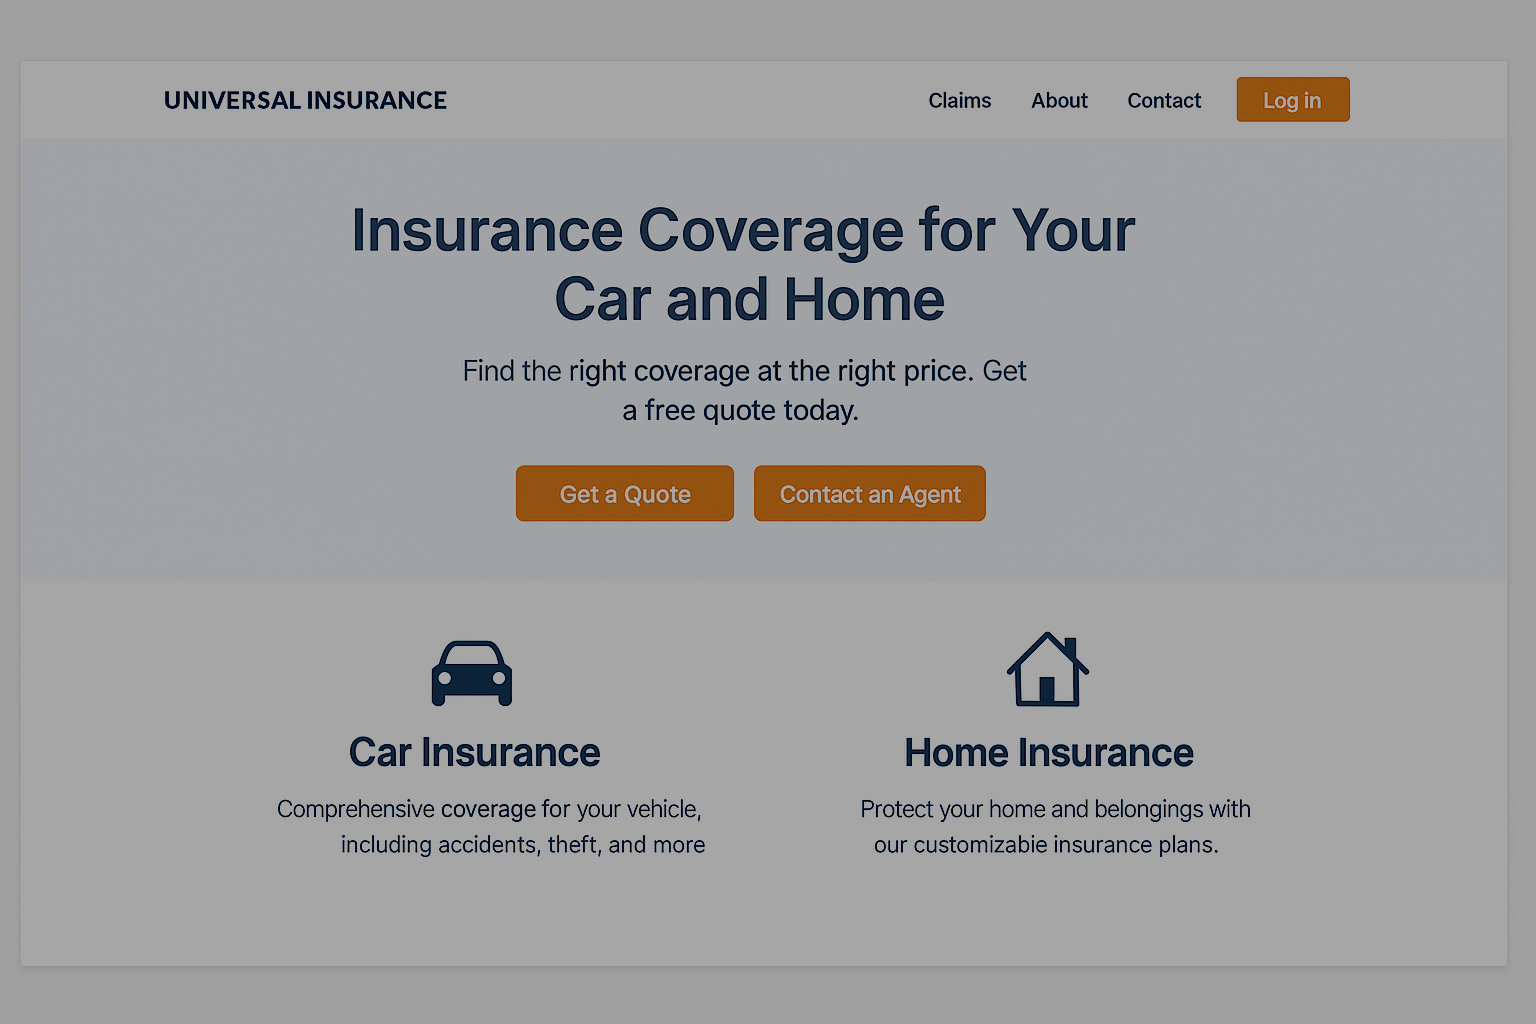 UNIVERSAL INSURANCE
Claims
About
Contact
Log in
Insurance Coverage for Your
Car and Home
Find the right coverage at the right price. Get
a free quote today.
Get a Quote
Contact an Agent
Car Insurance
Comprehensive coverage for your vehicle,
including accidents, theft, and more
Home Insurance
Protect your home and belongings with
our customizabie insurance plans.